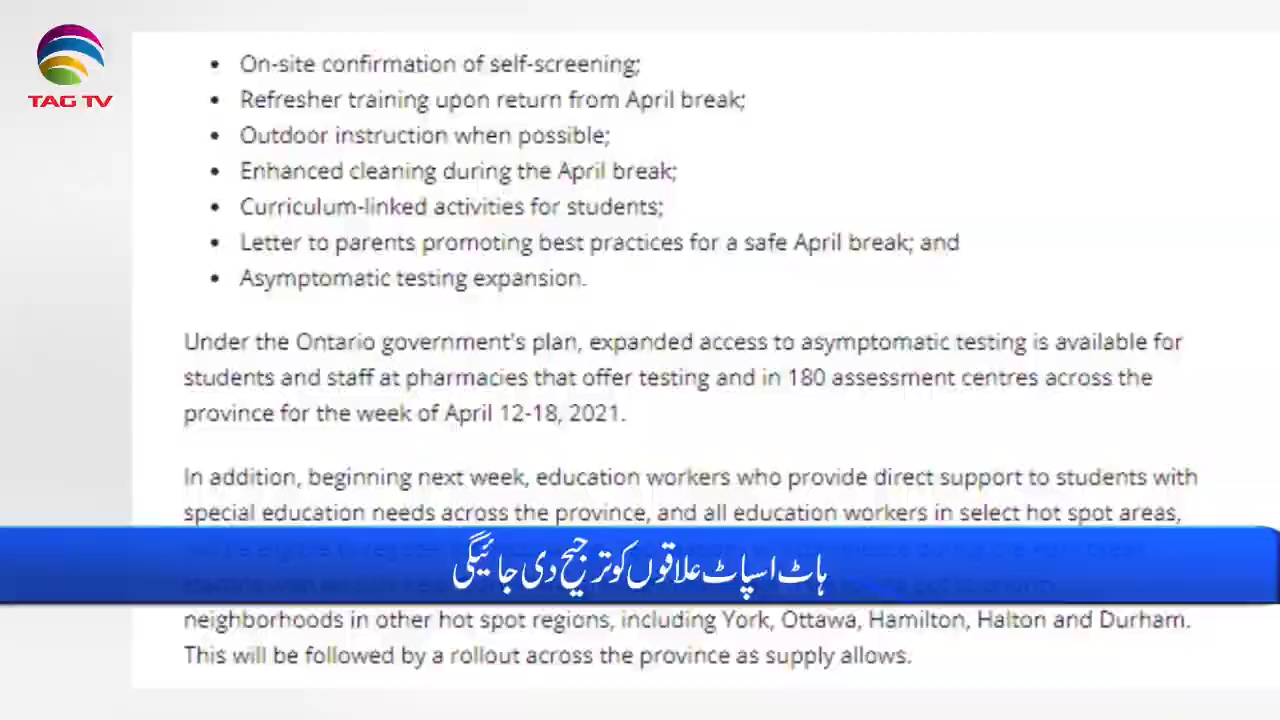 TAG TV
• On-site confirmation of self-screening;
• Refresher training upon return from April break;
• Outdoor instruction when possible;
• Enhanced cleaning during the April break;
• Curriculum-linked activities for students;
• Letter to parents promoting best practices for a safe April break; and
• Asymptomatic testing expansion.
Under the Ontario government's plan, expanded access to asymptomatic testing is available for
students and staff at pharmacies that offer testing and in 180 assessment centres across the
province for the week of April 12-18, 2021.
In addition, beginning next week, education workers who provide direct support to students with
special education needs across the province, and all education workers in select hot spot areas,
ہاٹ اسپاٹ علاقوں کو ترجیح دی جائیگی
neighborhoods in other hot spot regions, including York, Ottawa, Hamilton, Halton and Durham.
This will be followed by a rollout across the province as supply allows.